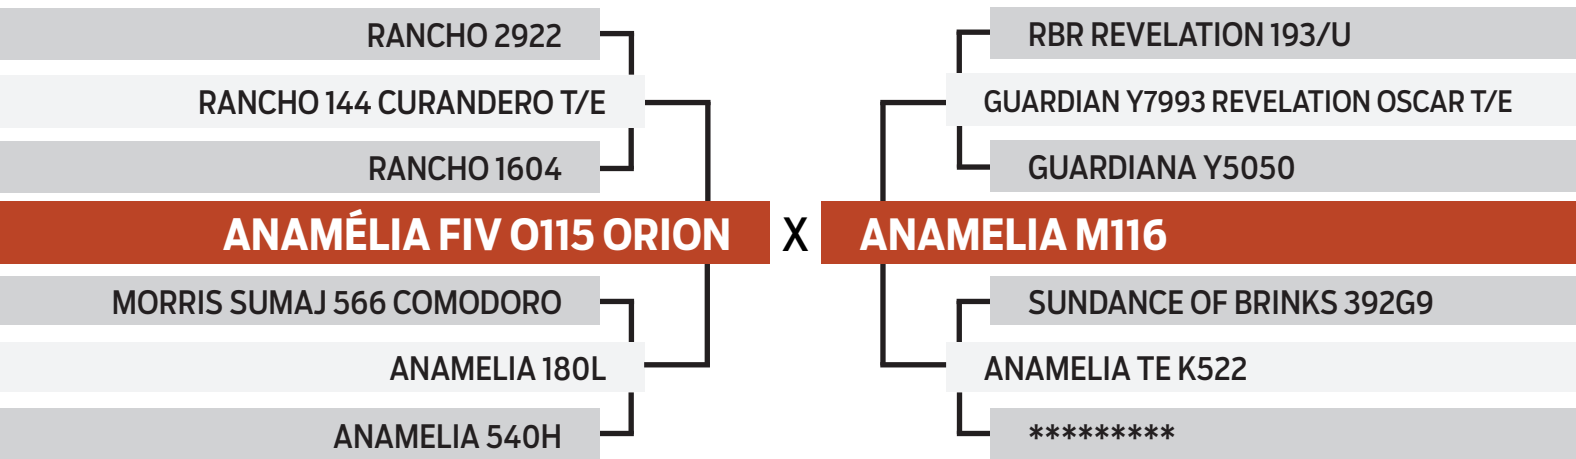 RANCHO 2922
RANCHO 144 CURANDERO T/E
RANCHO 1604
ANAMÉLIA FIV O115 ORION
MORRIS SUMAJ 566 COMODORO
ANAMELIA 180L
ANAMELIA 540H
X
RBR REVELATION 193/U
GUARDIAN Y7993 REVELATION OSCAR T/E
GUARDIANA Y5050
ANAMELIA M116
SUNDANCE OF BRINKS 392G9
ANAMELIA TE K522
*********